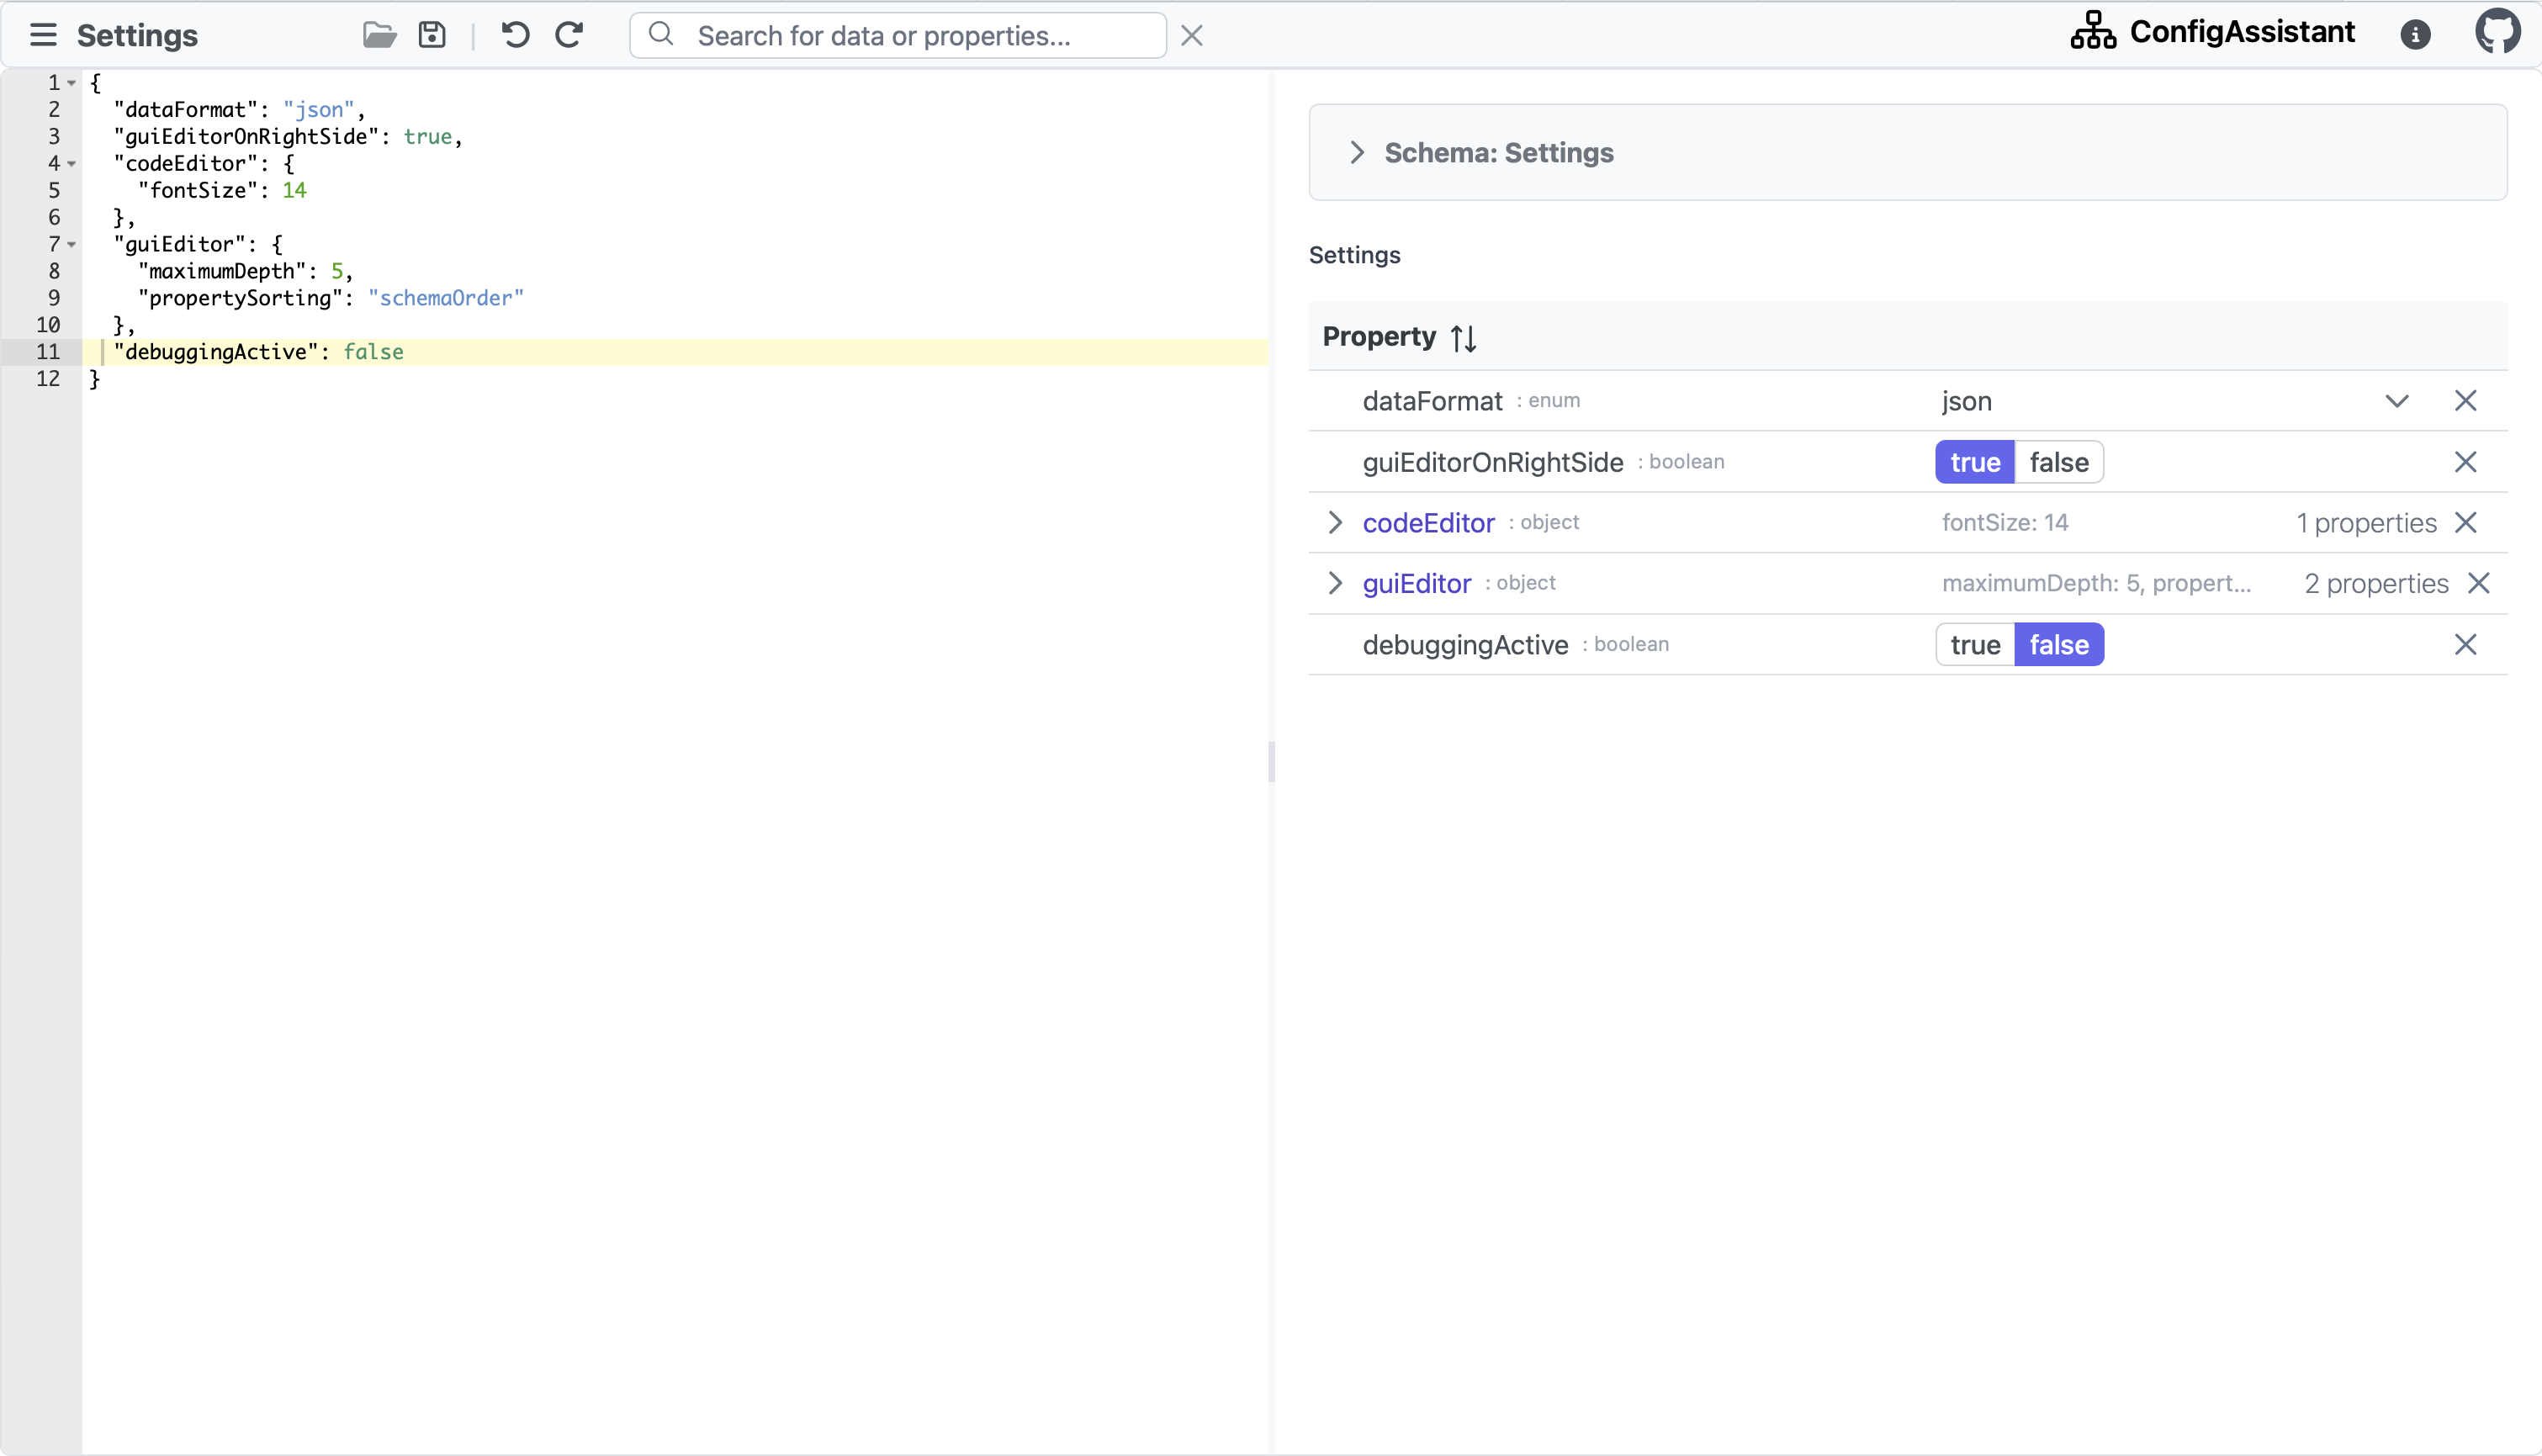 Settings
Search for data or properties...
ConfigAssistant
1 {
2 "dataFormat": "json",
3 "guiEditorOnRightSide": true,
4 "codeEditor": {
5 "fontSize": 14
6 },
7 "guiEditor": {
8 "maximumDepth": 5,
9 "propertySorting": "schemaOrder"
10 },
11 "debuggingActive": false
12 }
Schema: Settings
Settings
Property
dataFormat : enum json
guiEditorOnRightSide : boolean true false
codeEditor : object fontSize: 14 1 properties
guiEditor : object maximumDepth: 5, propert... 2 properties
debuggingActive : boolean true false